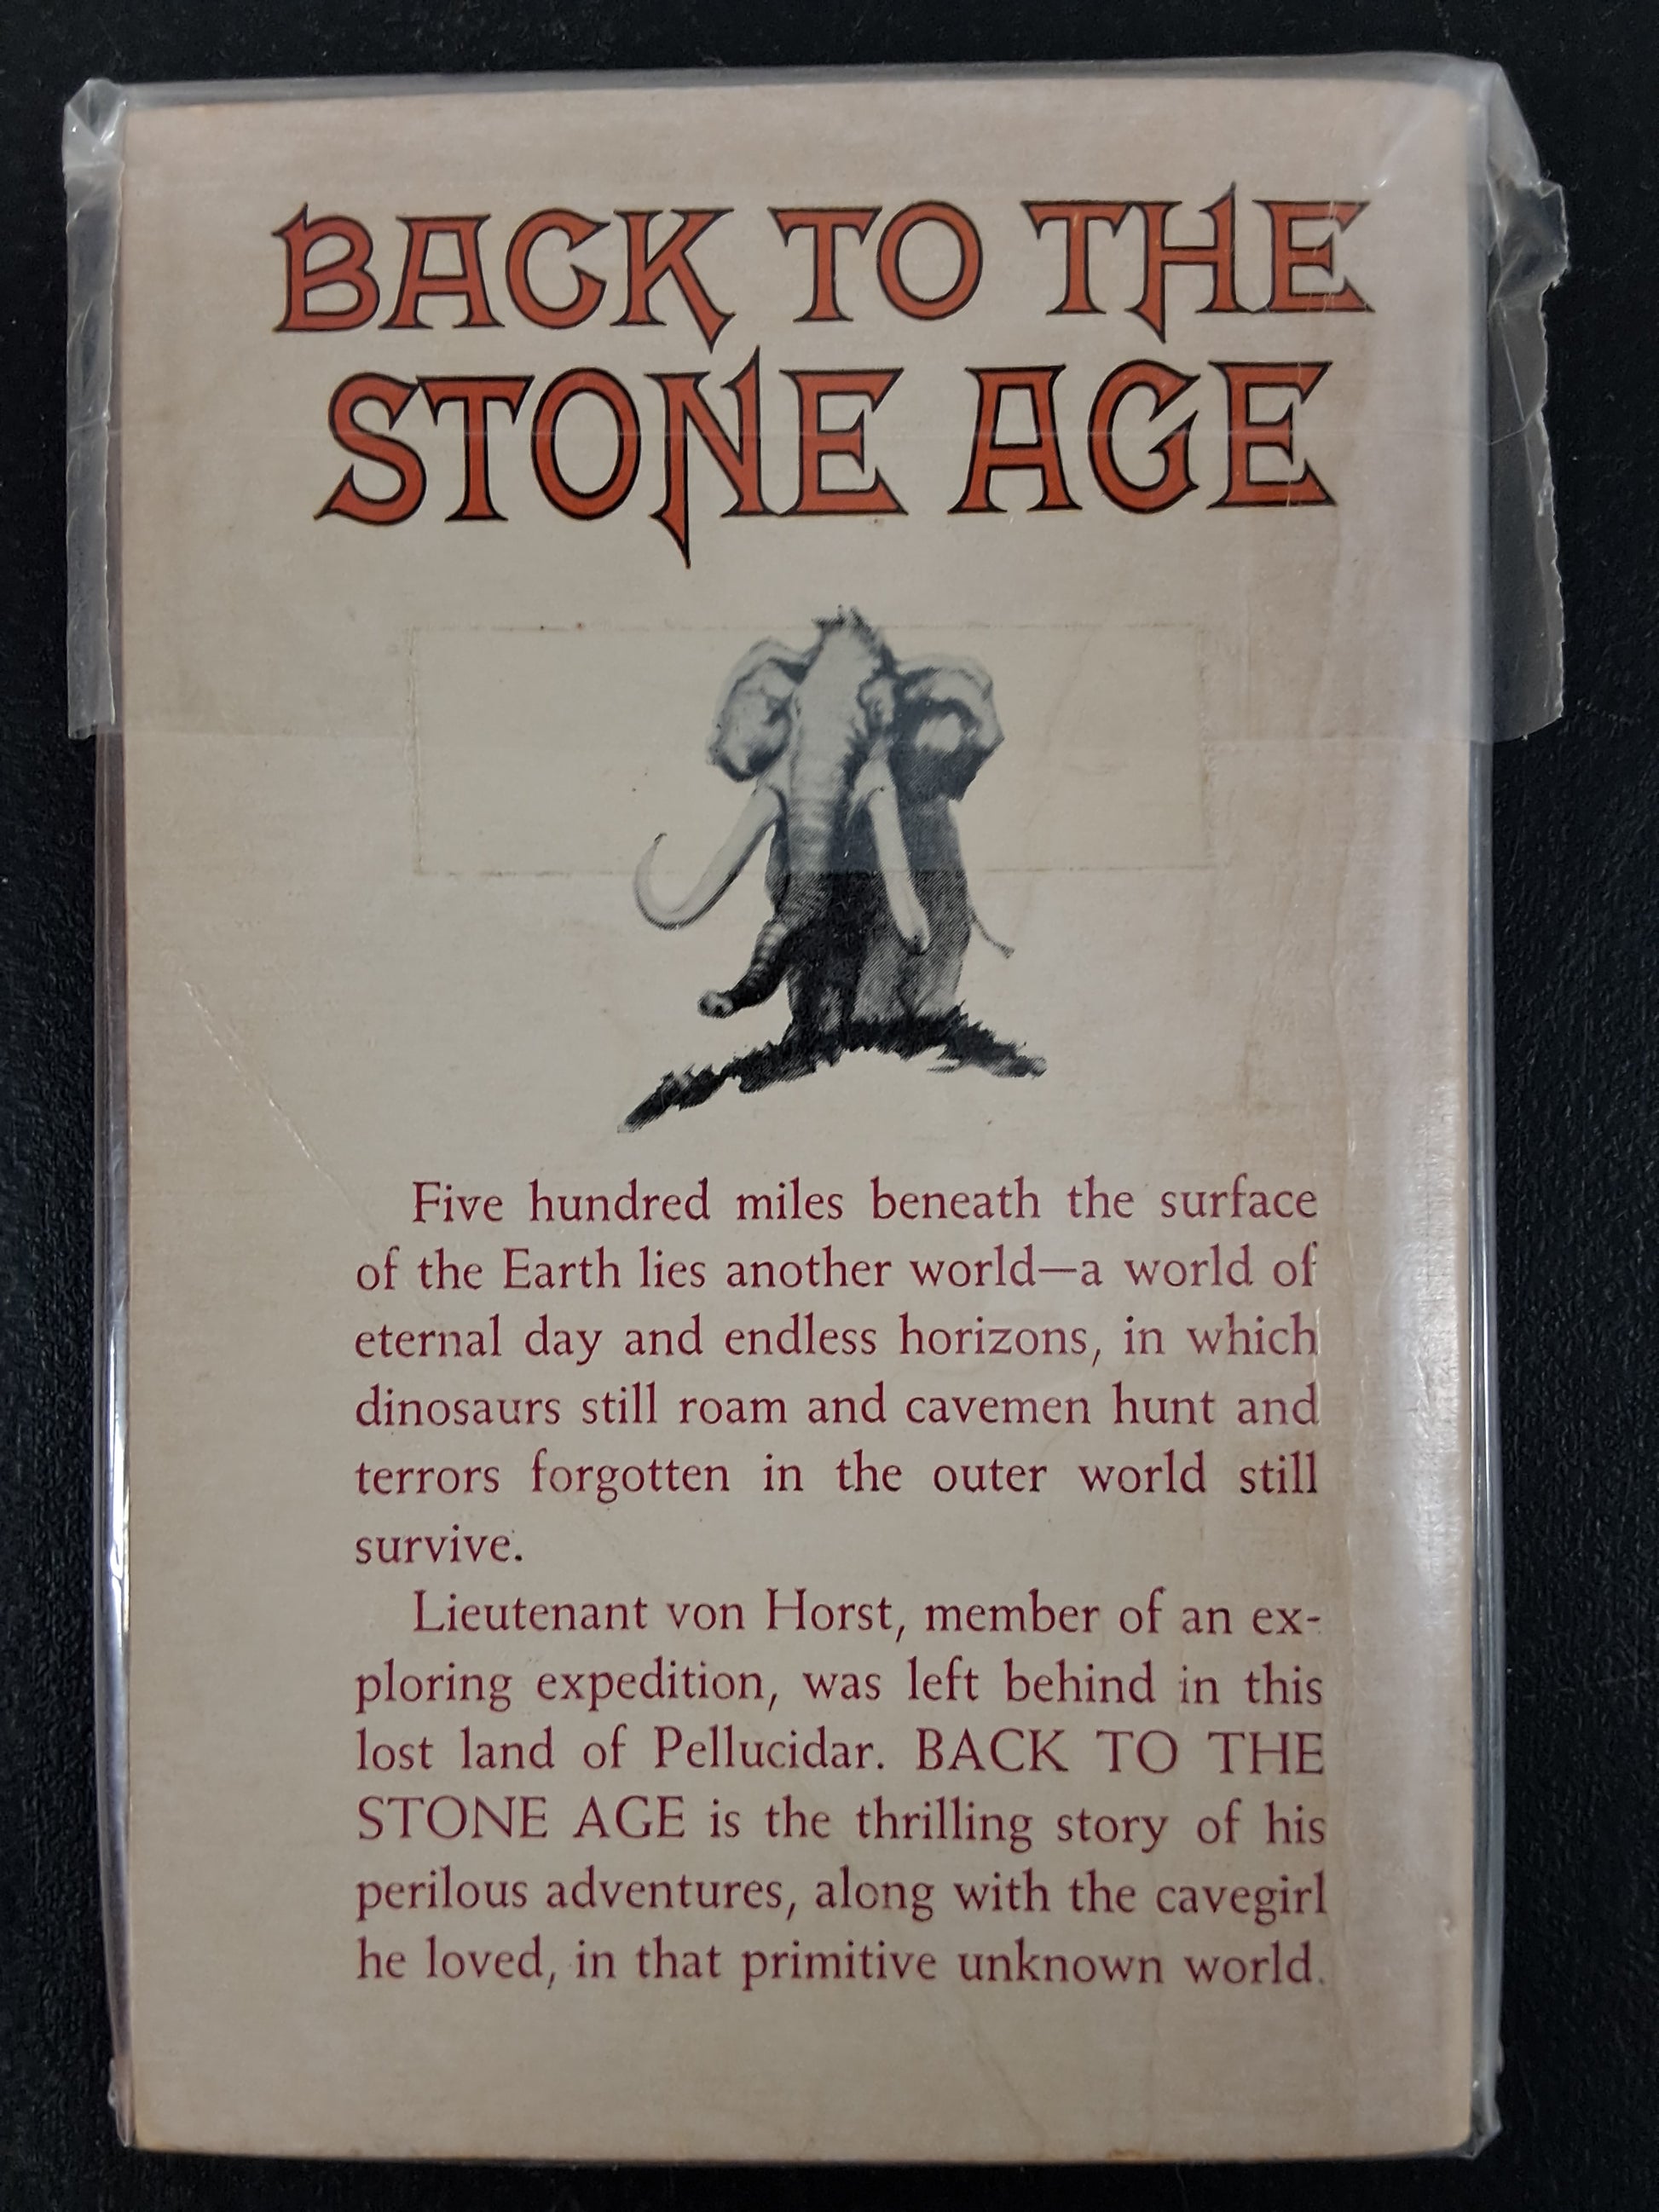 BACK TO THE
STONE AGE
Five hundred miles beneath the surface
of the Earth lies another world—a world of
eternal day and endless horizons, in which
dinosaurs still roam and cavemen hunt and
terrors forgotten in the outer world still
survive.
Lieutenant von Horst, member of an ex-
ploring expedition, was left behind in this
lost land of Pellucidar. BACK TO THE
STONE AGE is the thrilling story of his
perilous adventures, along with the cavegirl
he loved, in that primitive unknown world.